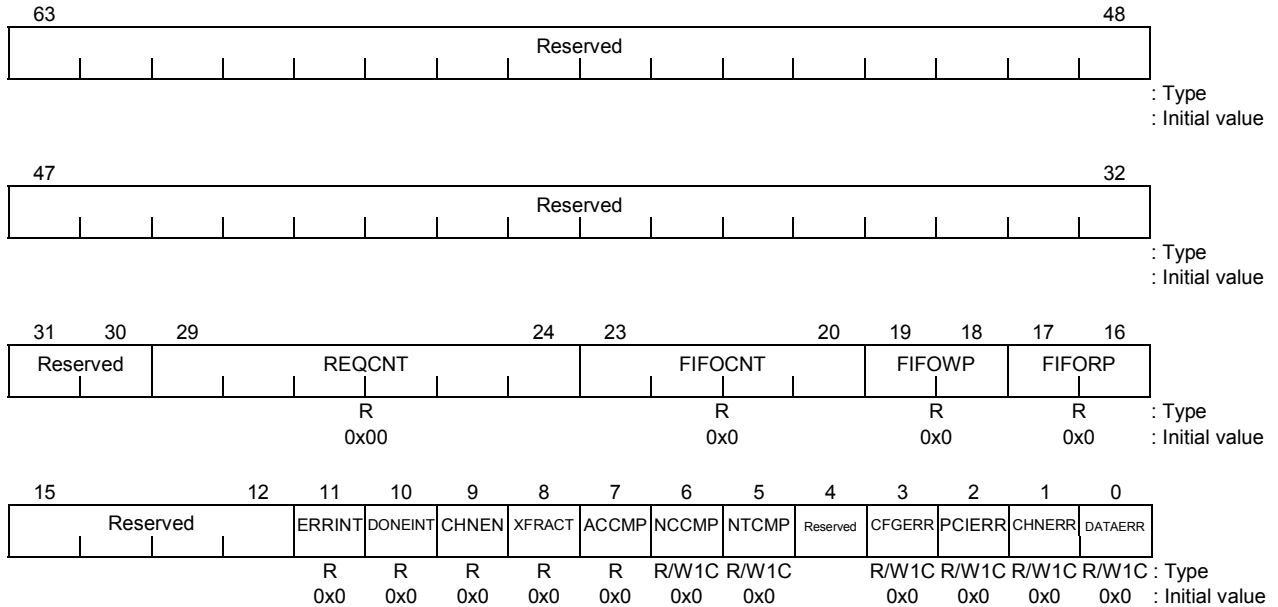 63 48
Reserved
: Type
: Initial value
47 32
Reserved
: Type
: Initial value
31 30 29 24 23 20 19 18 17 16
Reserved REQCNT FIFOCNT FIFOWP FIFORP
R R R R : Type
0x00 0x0 0x0 0x0 : Initial value
15 12 11 10 9 8 7 6 5 4 3 2 1 0
Reserved ERRINT DONEINT CHNEN XFRACT ACCMP NCCMP NTCMP Reserved CFGERR PCIERR CHNERR DATAERR
R R R R R R/W1C R/W1C R/W1C R/W1C R/W1C R/W1C : Type
0x0 0x0 0x0 0x0 0x0 0x0 0x0 0x0 0x0 0x0 0x0 : Initial value